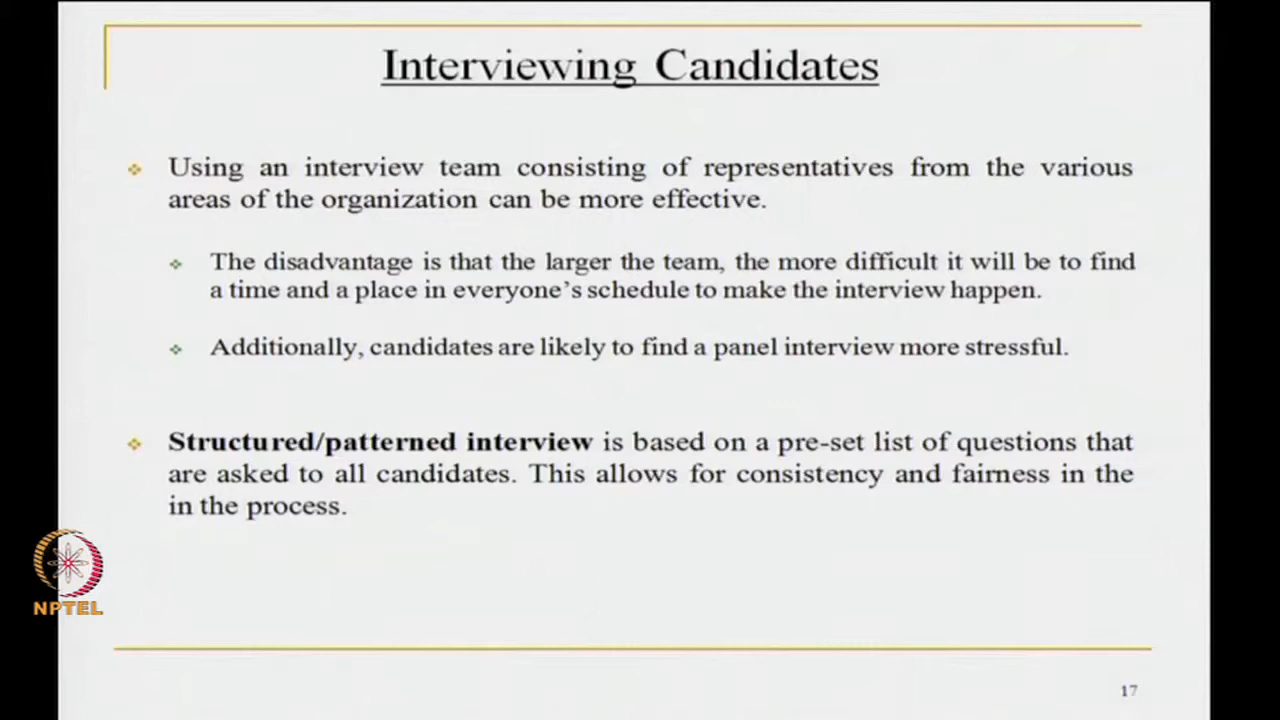 Interviewing Candidates
Using an interview team consisting of representatives from the various
areas of the organization can be more effective.
The disadvantage is that the larger the team, the more difficult it will be to find
a time and a place in everyone's schedule to make the interview happen.
Additionally, candidates are likely to find a panel interview more stressful.
Structured/patterned interview is based on a pre-set list of questions that
are asked to all candidates. This allows for consistency and fairness in the
in the process.
NPTEL
17